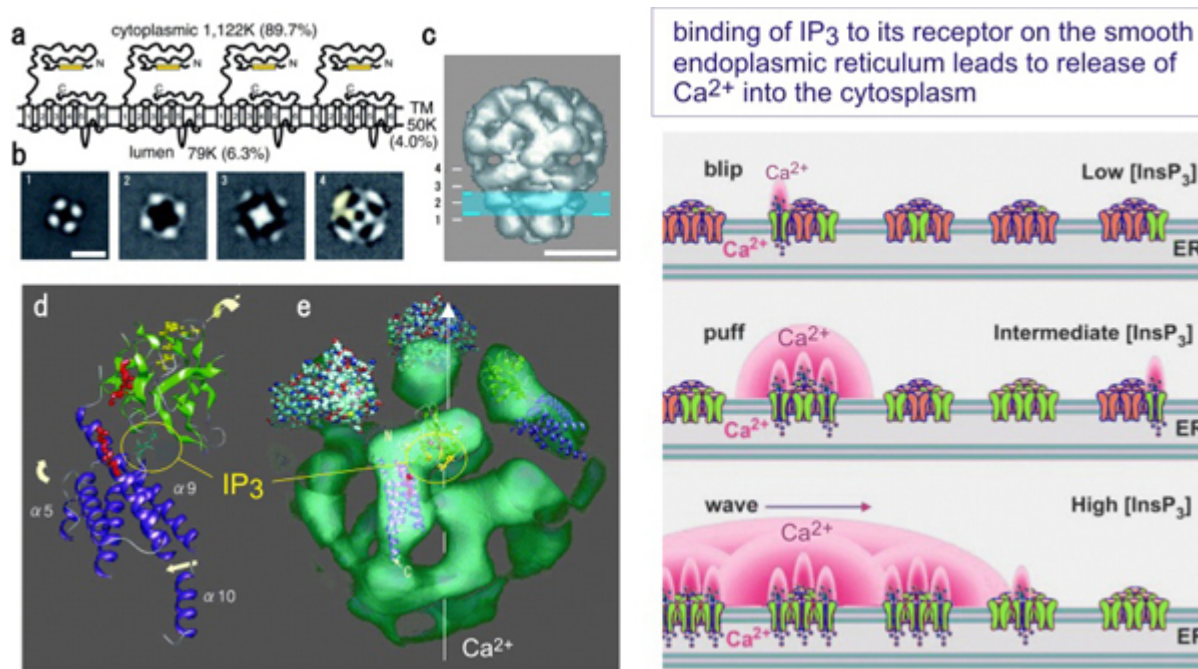 a
cytoplasmic 1,122K (89.7%)
N N N N
C C C C
TM
50K
(4.0%)
lumen 79K (6.3%)
b
1 2 3 4
c
4
3
2
1
d
e
IP3
α9
α5
α10
N
C
Ca2+
binding of IP3 to its receptor on the smooth
endoplasmic reticulum leads to release of
Ca2+ into the cytoplasm
blip Ca2+ Low [InsP3]
Ca2+ ER
puff Ca2+ Intermediate [InsP3]
Ca2+ ER
wave High [InsP3]
Ca2+
Ca2+ ER